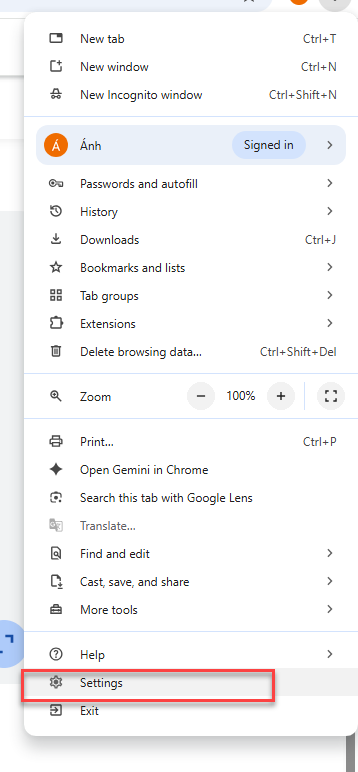 New tab Ctrl+T
New window Ctrl+N
New Incognito window Ctrl+Shift+N
Á Ánh Signed in
Passwords and autofill
History
Downloads Ctrl+J
Bookmarks and lists
Tab groups
Extensions
Delete browsing data... Ctrl+Shift+Del
Zoom − 100% +
Print... Ctrl+P
Open Gemini in Chrome
Search this tab with Google Lens
Translate...
Find and edit
Cast, save, and share
More tools
Help
Settings
Exit